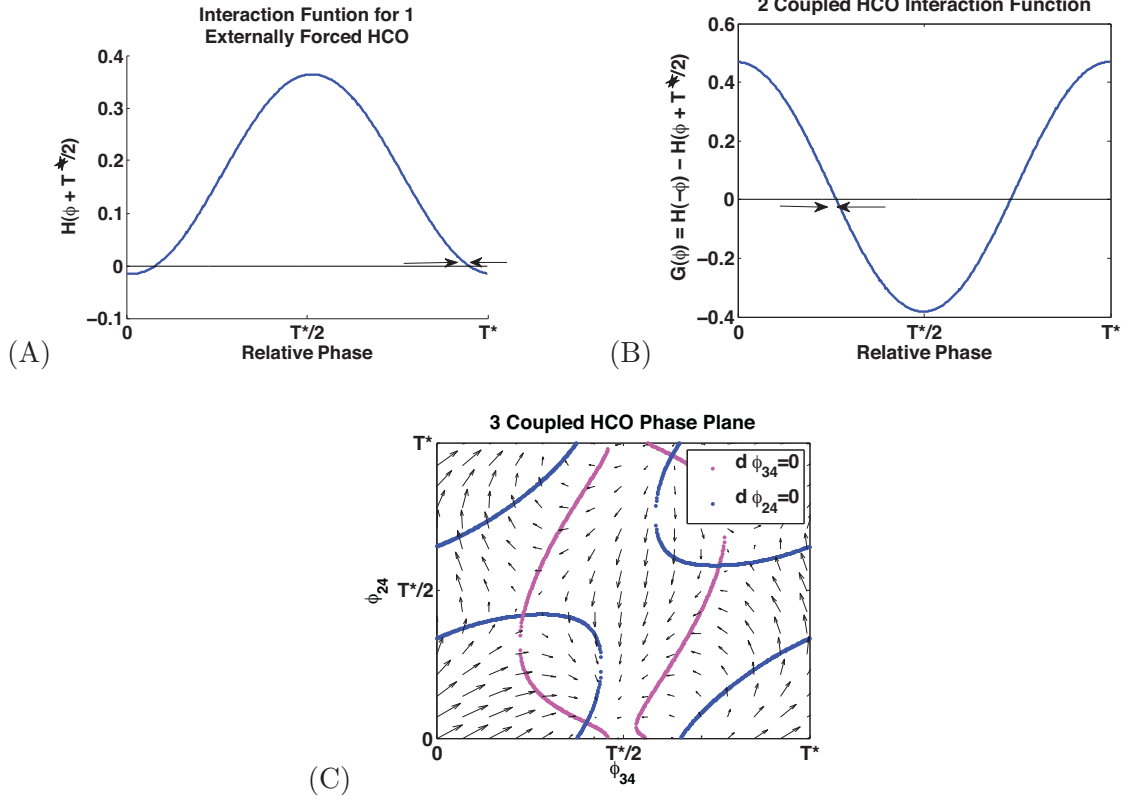 Interaction Funtion for 1
Externally Forced HCO
0.4
0.3
0.2
0.1
0
−0.1
H(ϕ + T*/2)
0
T*/2
T*
Relative Phase
(A)
2 Coupled HCO Interaction Function
0.6
0.4
0.2
0
−0.2
−0.4
G(ϕ) = H(−ϕ) − H(ϕ + T*/2)
0
T*/2
T*
Relative Phase
(B)
3 Coupled HCO Phase Plane
T*
T*/2
0
ϕ24
d ϕ34=0
d ϕ24=0
0
T*/2
T*
ϕ34
(C)